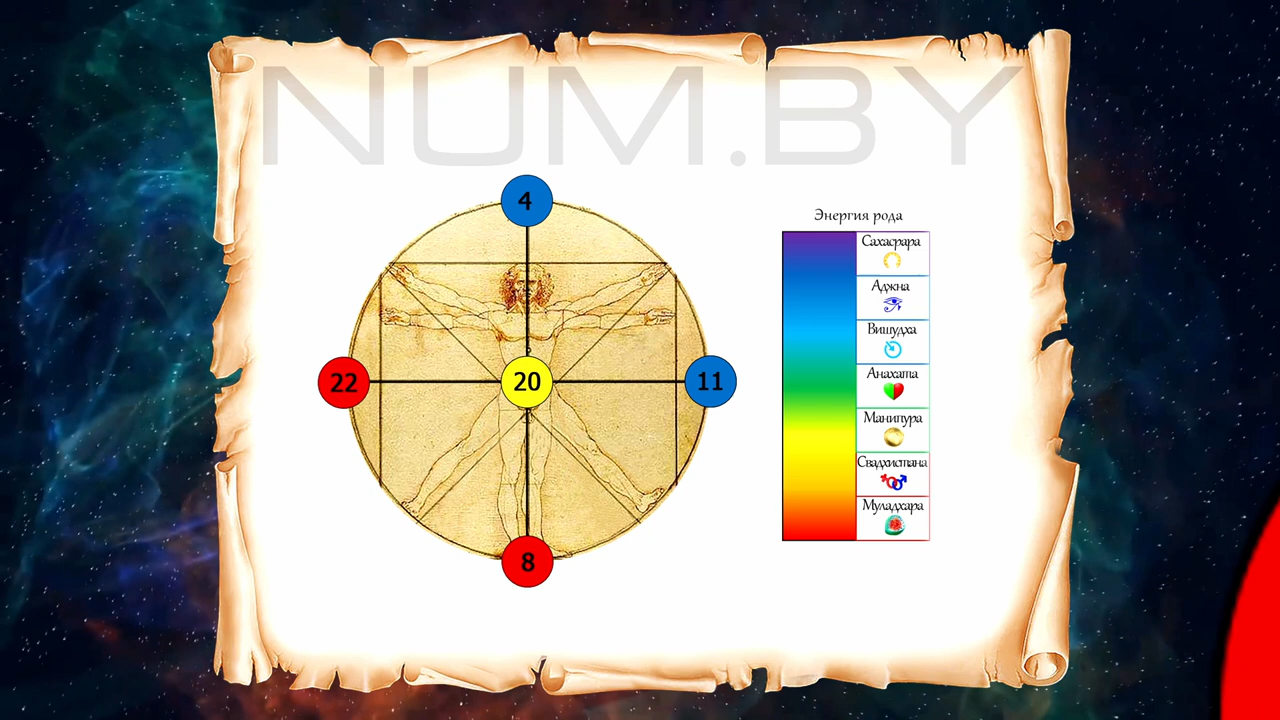 NUM.BY
4
22
20
11
8
Энергия рода
Сахасрара
Аджна
Вишудха
Анахата
Манипура
Свадхистана
Муладхара